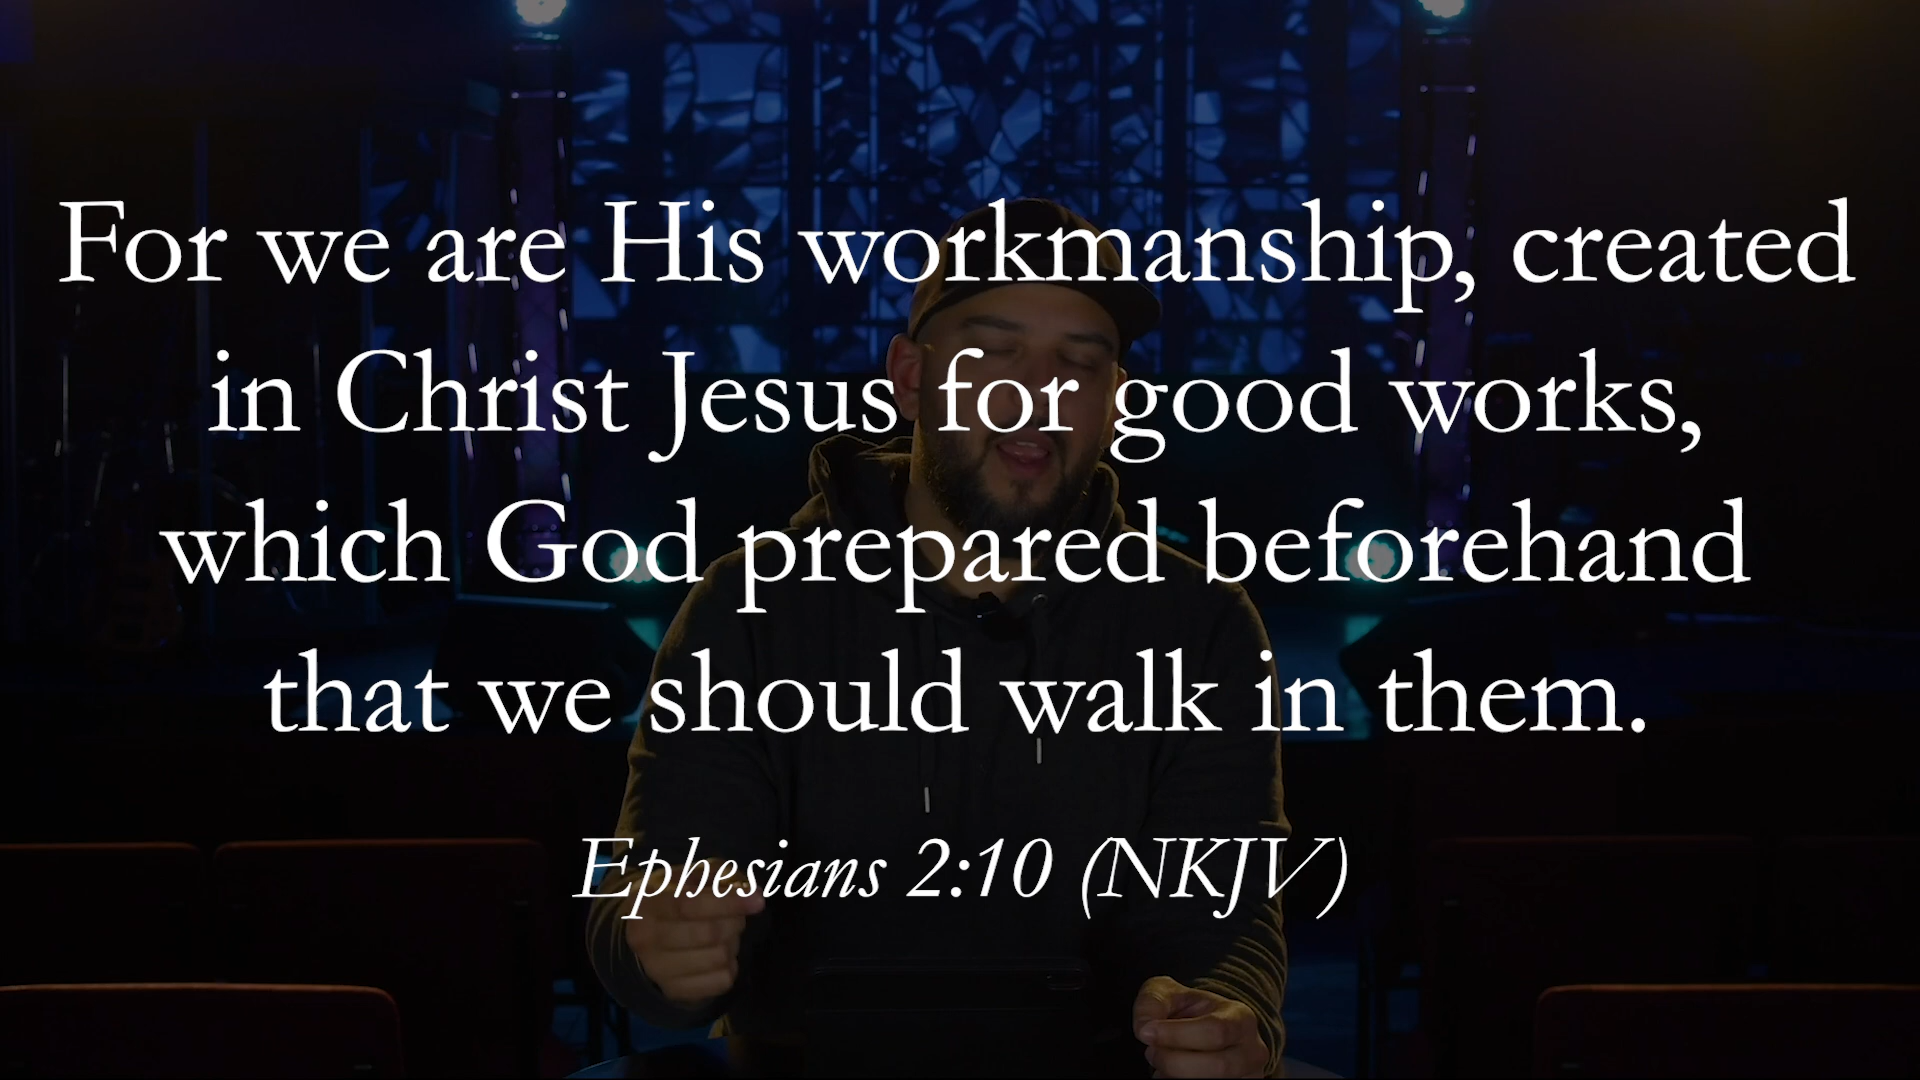 For we are His workmanship, created
in Christ Jesus for good works,
which God prepared beforehand
that we should walk in them.
Ephesians 2:10 (NKJV)